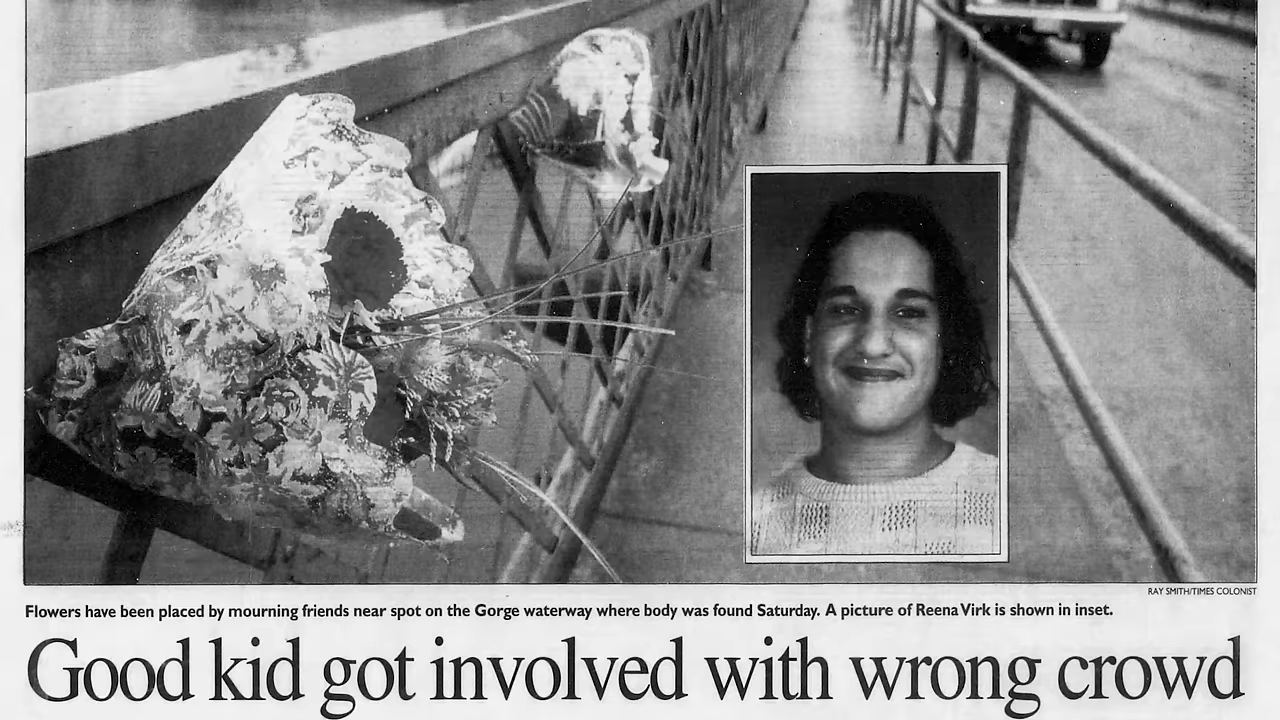 RAY SMITH/TIMES COLONIST
Flowers have been placed by mourning friends near spot on the Gorge waterway where body was found Saturday. A picture of Reena Virk is shown in inset.
Good kid got involved with wrong crowd